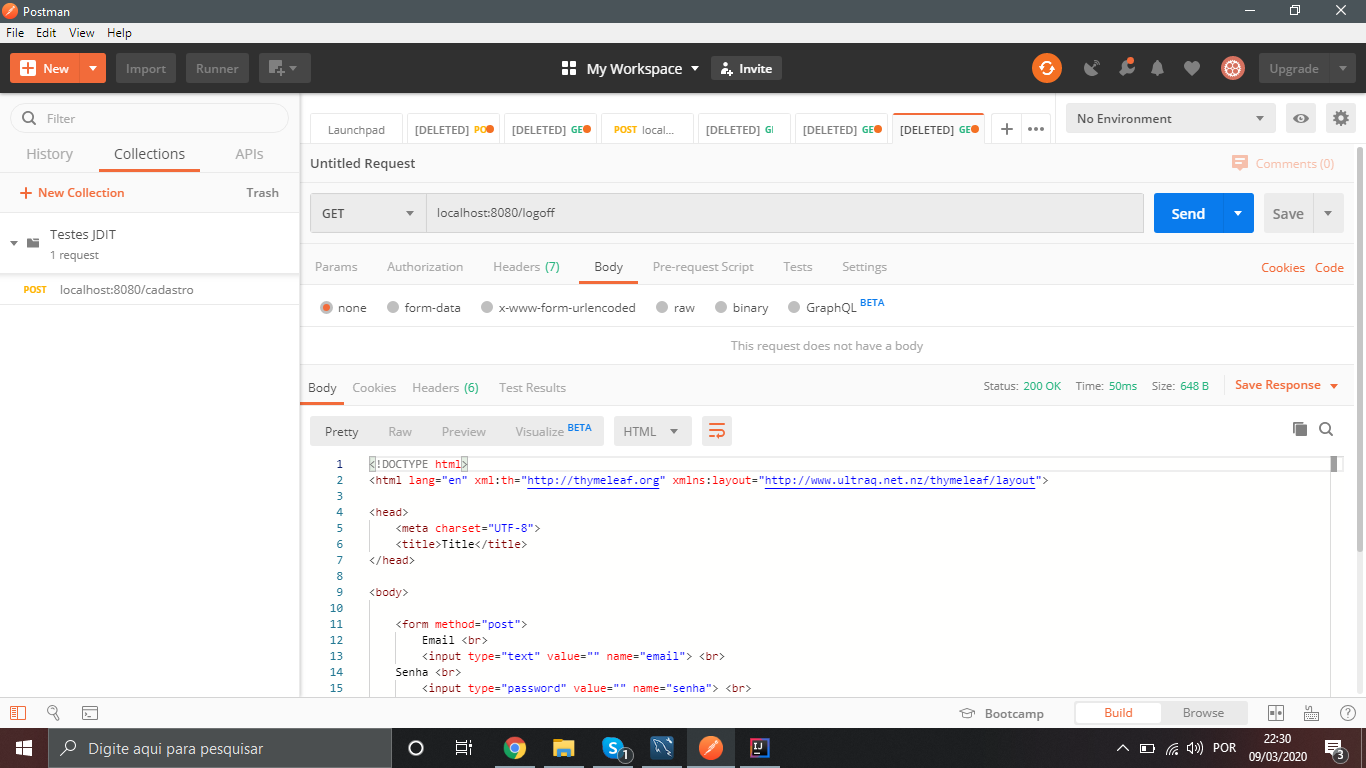 Postman
File Edit View Help
New Import Runner My Workspace Invite Upgrade
Filter
History Collections APIs
New Collection Trash
Testes JDIT
1 request
POST localhost:8080/cadastro
Launchpad [DELETED] PO [DELETED] GE POST local... [DELETED] GE [DELETED] GE [DELETED] GE No Environment
Untitled Request Comments (0)
GET localhost:8080/logoff Send Save
Params Authorization Headers (7) Body Pre-request Script Tests Settings Cookies Code
none form-data x-www-form-urlencoded raw binary GraphQL BETA
This request does not have a body
Body Cookies Headers (6) Test Results Status: 200 OK Time: 50ms Size: 648 B Save Response
Pretty Raw Preview Visualize BETA HTML
1 <!DOCTYPE html>
2 <html lang="en" xml:th="http://thymeleaf.org" xmlns:layout="http://www.ultraq.net.nz/thymeleaf/layout">
3
4 <head>
5 <meta charset="UTF-8">
6 <title>Title</title>
7 </head>
8
9 <body>
10
11 <form method="post">
12 Email <br>
13 <input type="text" value="" name="email"> <br>
14 Senha <br>
15 <input type="password" value="" name="senha"> <br>
Bootcamp Build Browse
Digite aqui para pesquisar
S 1 IJ POR 22:30
09/03/2020 3